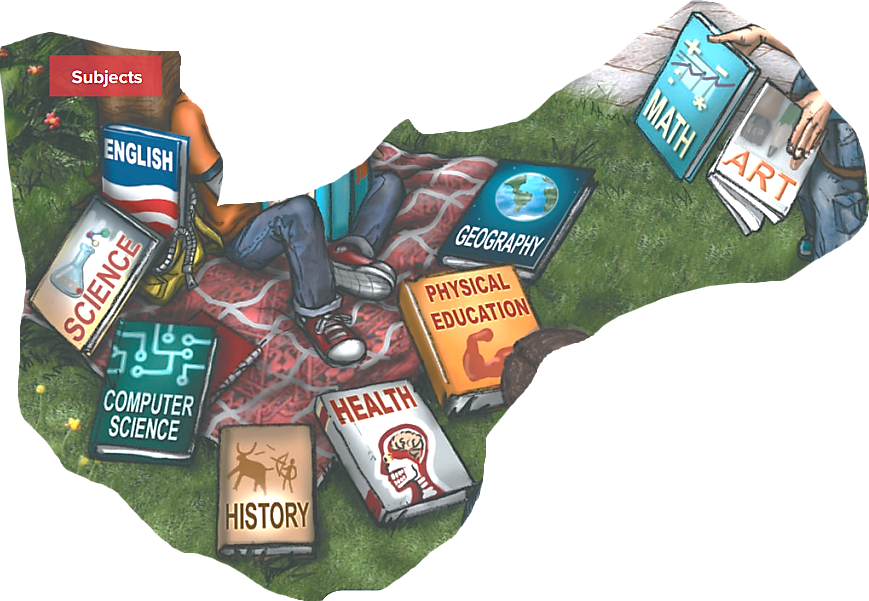 Subjects
ENGLISH
SCIENCE
COMPUTER
SCIENCE
HISTORY
HEALTH
PHYSICAL
EDUCATION
GEOGRAPHY
MATH
ART